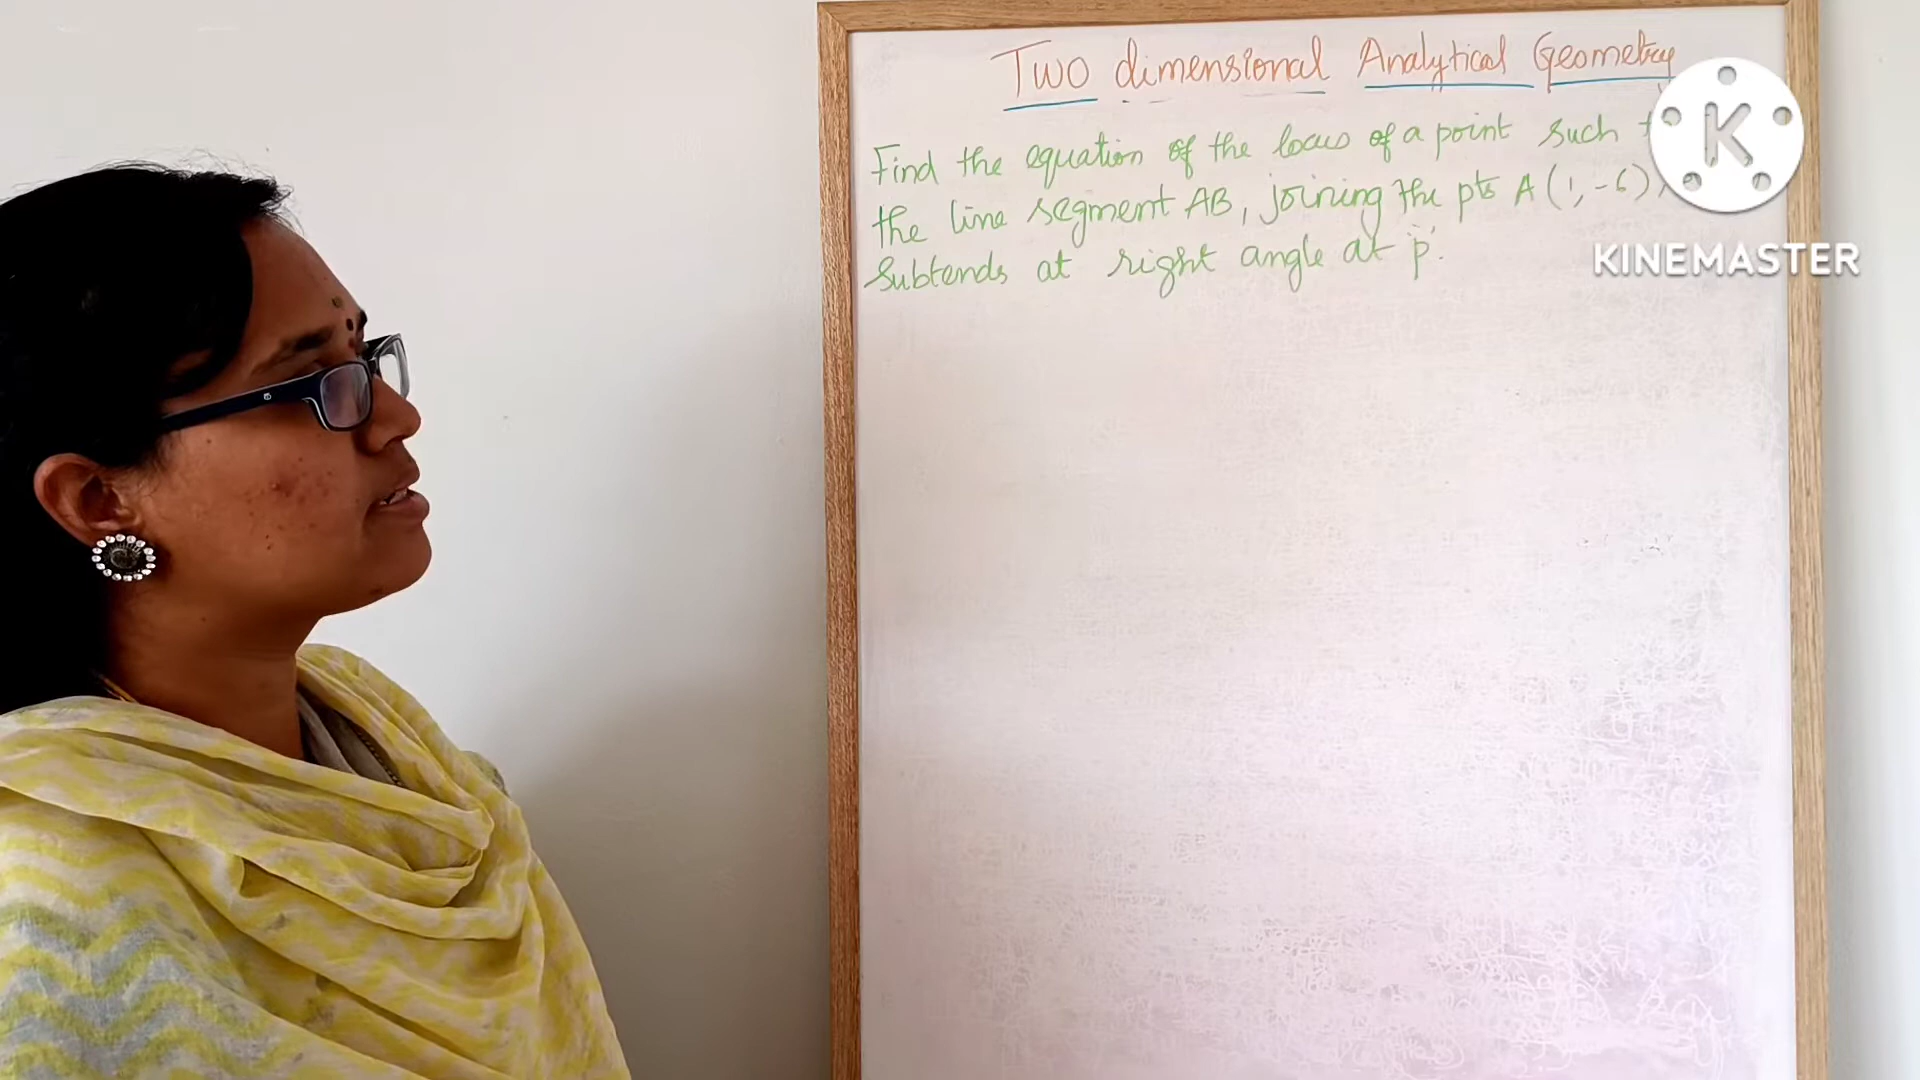 Two dimensional Analytical Geometry
Find the equation of the locus of a point such
the line segment AB, joining the pts A (1, -6)
Subtends at right angle at 'p'.
K
KINEMASTER